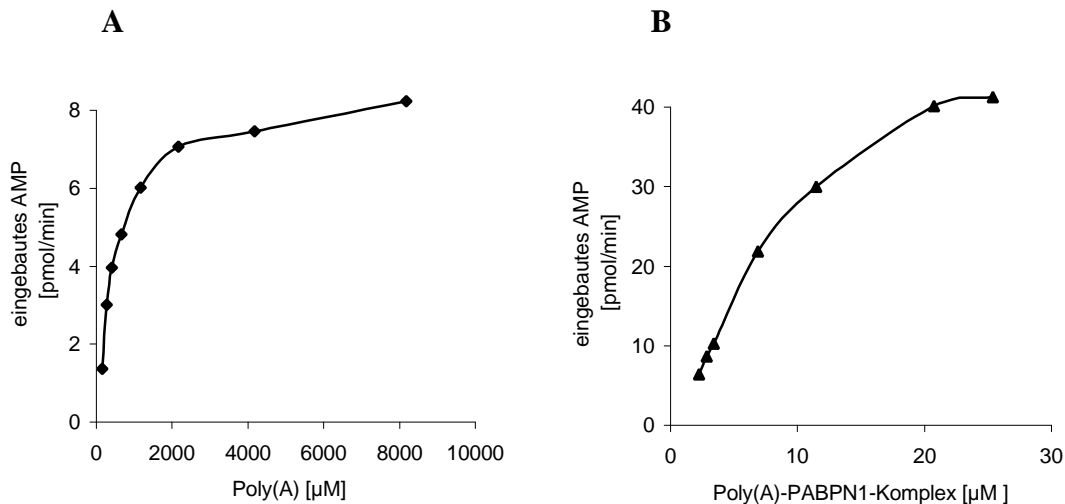 A
eingebautes AMP
[pmol/min]
8
6
4
2
0
0 2000 4000 6000 8000 10000
Poly(A) [µM]
B
eingebautes AMP
[pmol/min]
40
30
20
10
0
0 10 20 30
Poly(A)-PABPN1-Komplex [µM ]